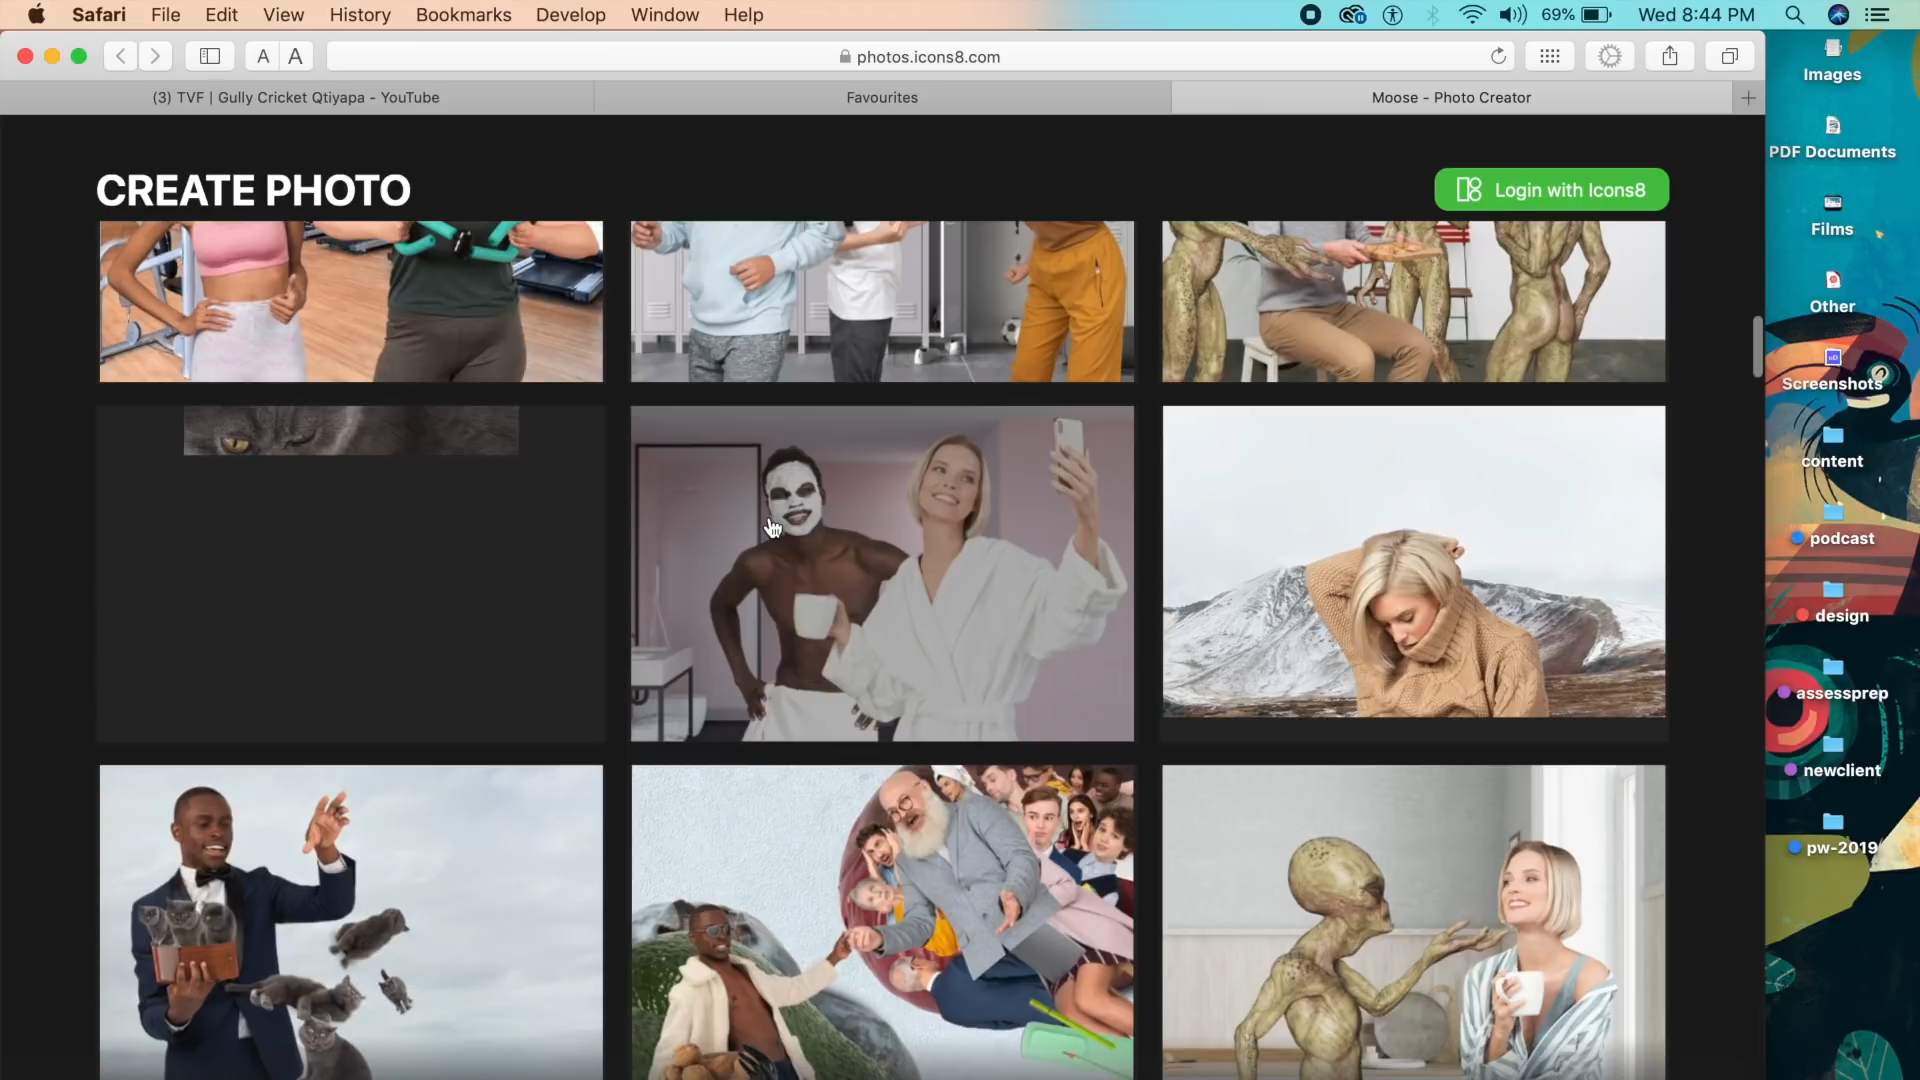 Safari File Edit View History Bookmarks Develop Window Help 69% Wed 8:44 PM
A A photos.icons8.com
(3) TVF | Gully Cricket Qtiyapa - YouTube Favourites Moose - Photo Creator
CREATE PHOTO
Login with Icons8
Images
PDF Documents
Films
Other
Screenshots
content
podcast
design
assessprep
newclient
pw-2019